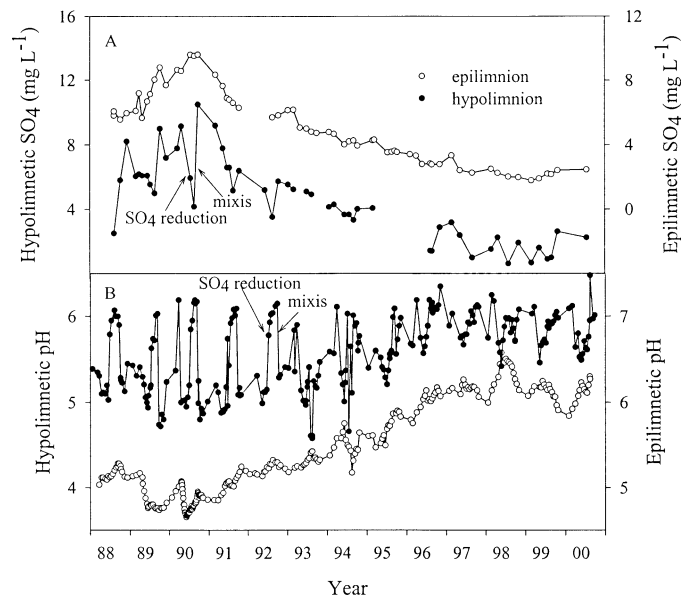 16
12
8
4
Hypolimnetic SO4 (mg L-1)
A
epilimnion
hypolimnion
SO4 reduction
mixis
12
8
4
0
Epilimnetic SO4 (mg L-1)
B
SO4 reduction
mixis
6
5
4
Hypolimnetic pH
7
6
5
Epilimnetic pH
88 89 90 91 92 93 94 95 96 97 98 99 00
Year